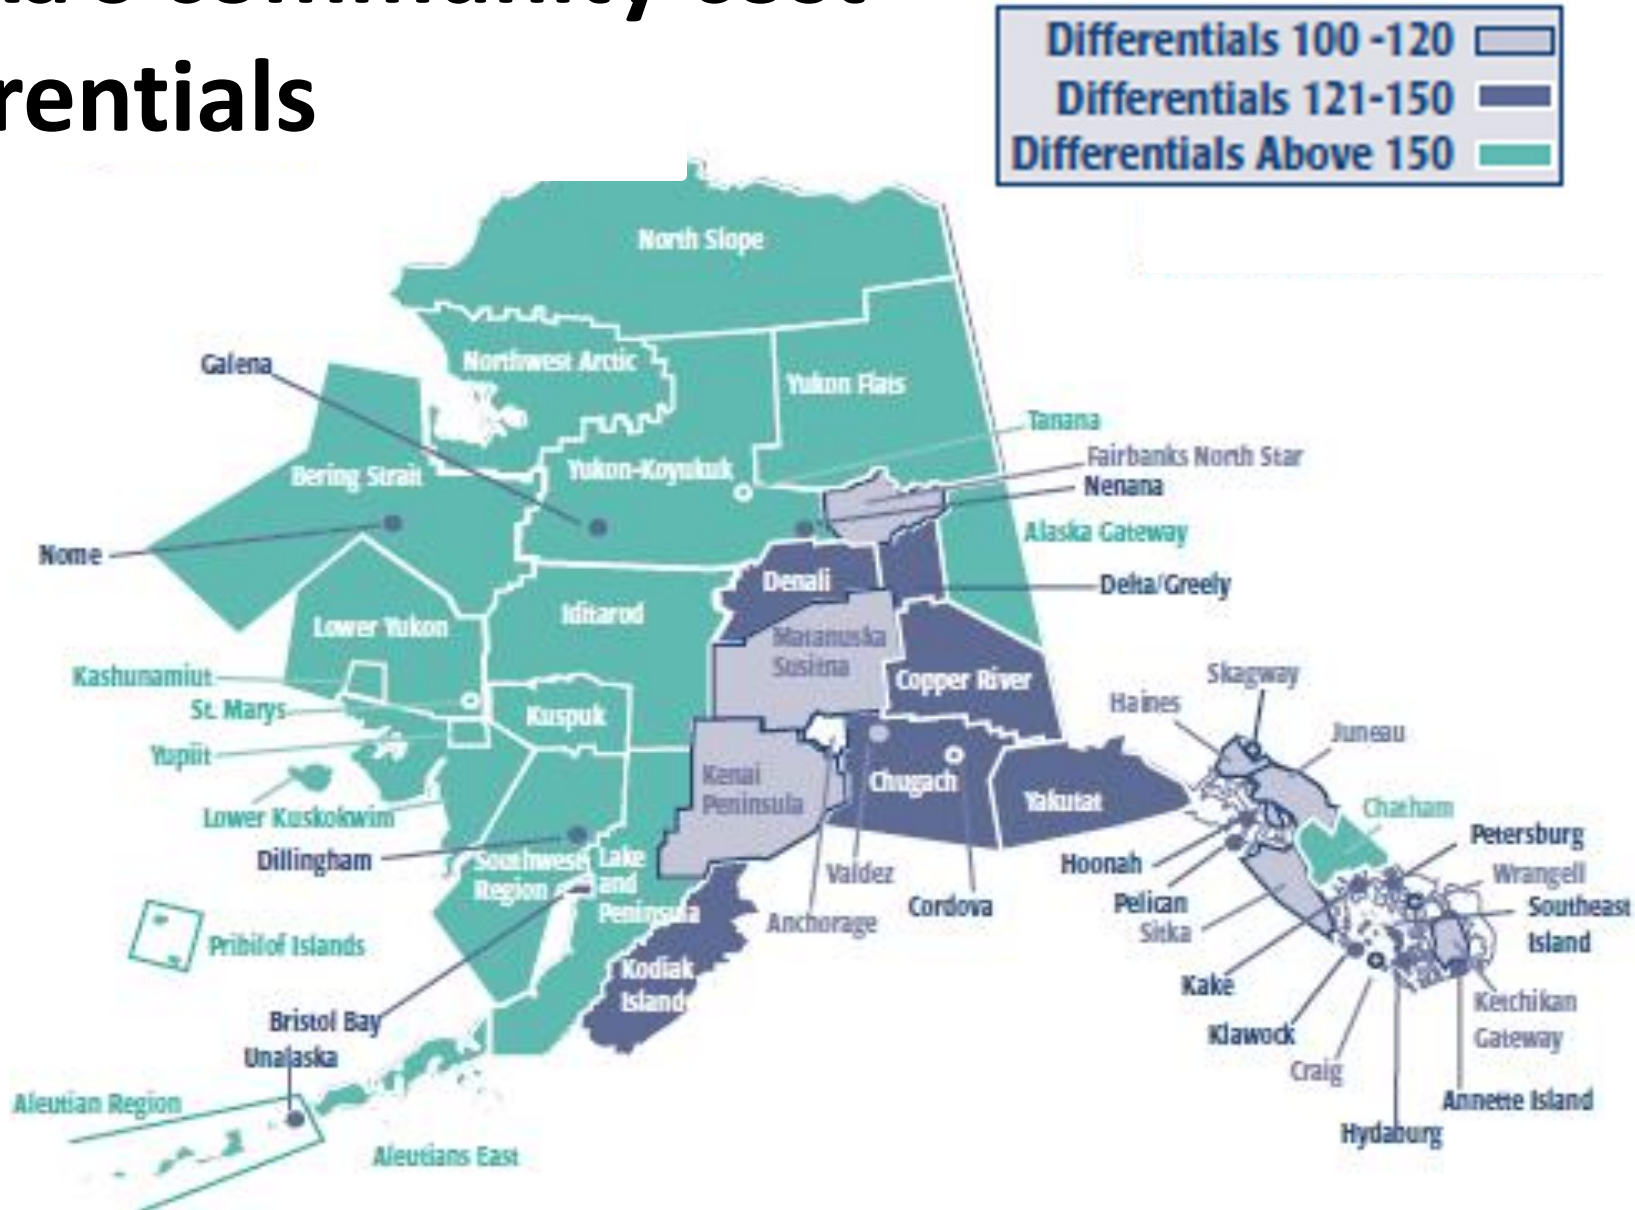 community cost
rentials
Differentials 100 -120
Differentials 121-150
Differentials Above 150
North Slope
Northwest Arctic
Galena
Yukon Flats
Tanana
Fairbanks North Star
Yukon-Koyukuk
Bering Strait
Nenana
Alaska Gateway
Nome
Denali
Delta/Greely
Iditarod
Lower Yukon
Matanuska
Susitna
Kashunamiut
Copper River
Skagway
Haines
St. Marys
Kuspuk
Juneau
Yupiit
Kenai
Peninsula
Chugach
Yakutat
Chatham
Lower Kuskokwim
Petersburg
Dillingham
Southwest
Region
Lake
and
Peninsula
Hoonah
Valdez
Wrangell
Pelican
Cordova
Southeast
Island
Anchorage
Sitka
Pribilof Islands
Kodiak
Island
Kake
Ketchikan
Gateway
Bristol Bay
Klawock
Unalaska
Craig
Aleutian Region
Annette Island
Hydaburg
Aleutians East